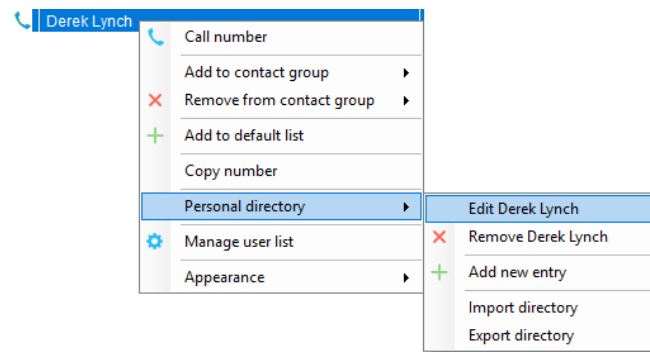 Derek Lynch
Call number
Add to contact group
Remove from contact group
Add to default list
Copy number
Personal directory
Manage user list
Appearance
Edit Derek Lynch
Remove Derek Lynch
Add new entry
Import directory
Export directory